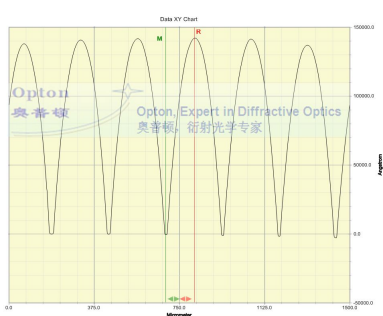 Data XY Chart
M
R
150000.0
Opton
奥普顿
100000.0
Opton, Expert in Diffractive Optics
奥普顿，衍射光学专家
50000.0
Angstrom
0.0
-50000.0
0.0 375.0 750.0 1125.0 1500.0
Micrometer